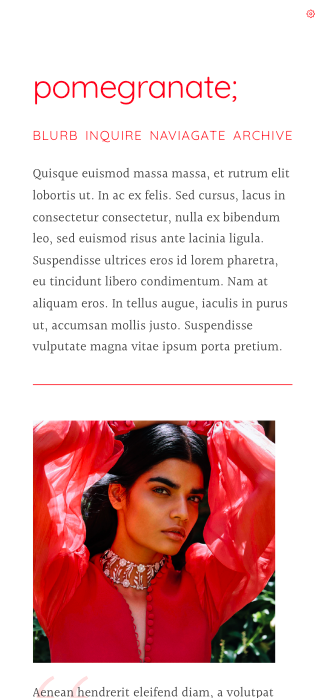 pomegranate;
BLURB INQUIRE NAVIAGATE ARCHIVE
Quisque euismod massa massa, et rutrum elit
lobortis ut. In ac ex felis. Sed cursus, lacus in
consectetur consectetur, nulla ex bibendum
leo, sed euismod risus ante lacinia ligula.
Suspendisse ultrices eros id lorem pharetra,
eu tincidunt libero condimentum. Nam at
aliquam eros. In tellus augue, iaculis in purus
ut, accumsan mollis justo. Suspendisse
vulputate magna vitae ipsum porta pretium.
“
Aenean hendrerit eleifend diam, a volutpat